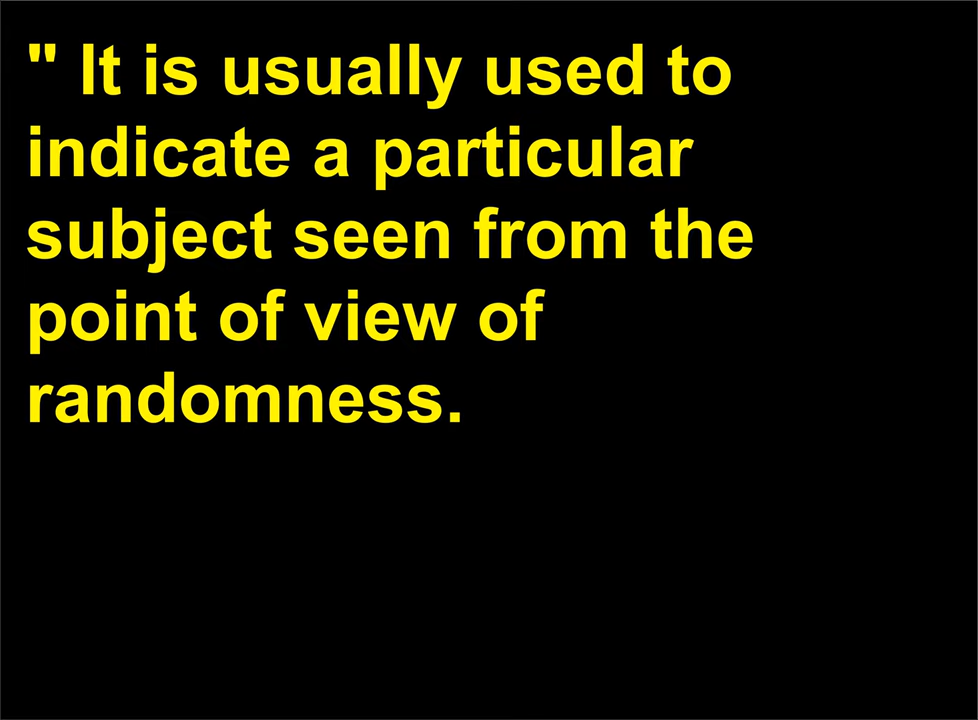 " It is usually used to
indicate a particular
subject seen from the
point of view of
randomness.